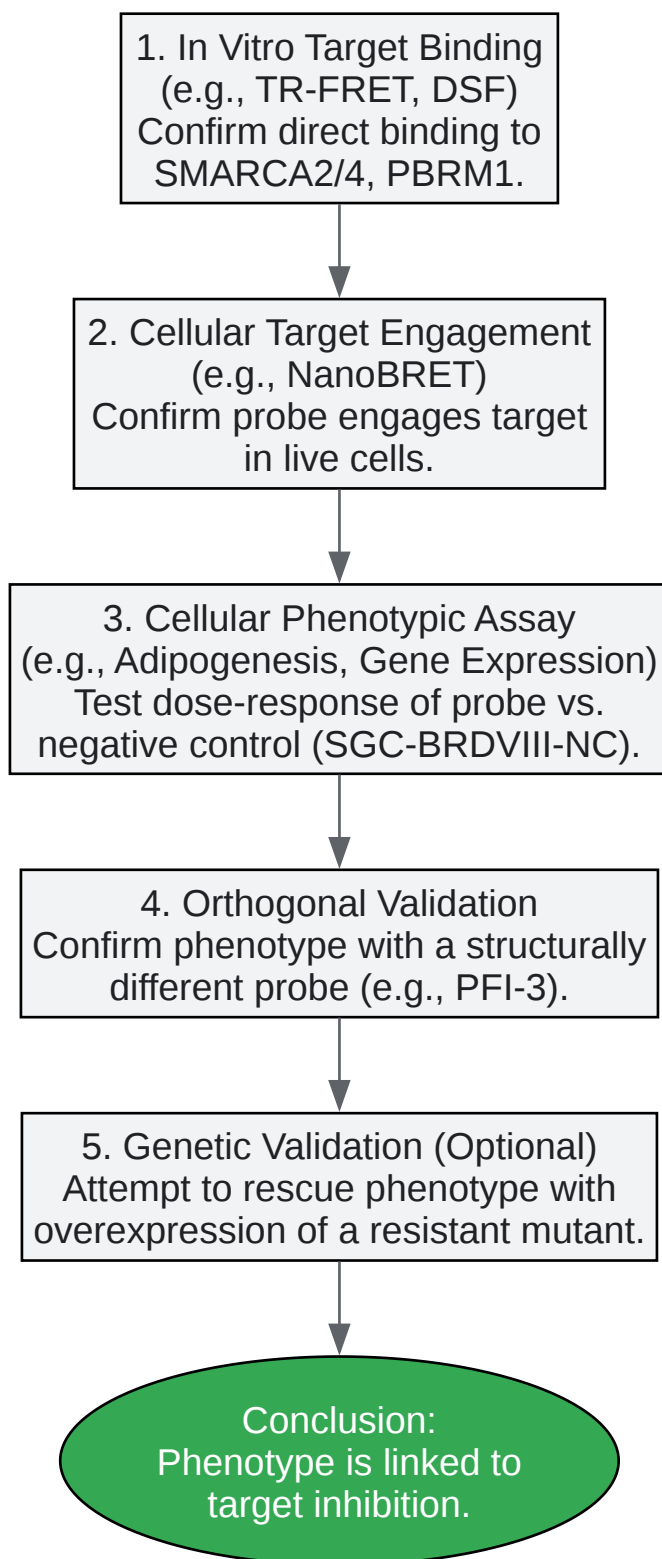 1. In Vitro Target Binding
(e.g., TR-FRET, DSF)
Confirm direct binding to
SMARCA2/4, PBRM1.
2. Cellular Target Engagement
(e.g., NanoBRET)
Confirm probe engages target
in live cells.
3. Cellular Phenotypic Assay
(e.g., Adipogenesis, Gene Expression)
Test dose-response of probe vs.
negative control (SGC-BRDVIII-NC).
4. Orthogonal Validation
Confirm phenotype with a structurally
different probe (e.g., PFI-3).
5. Genetic Validation (Optional)
Attempt to rescue phenotype with
overexpression of a resistant mutant.
Conclusion:
Phenotype is linked to
target inhibition.